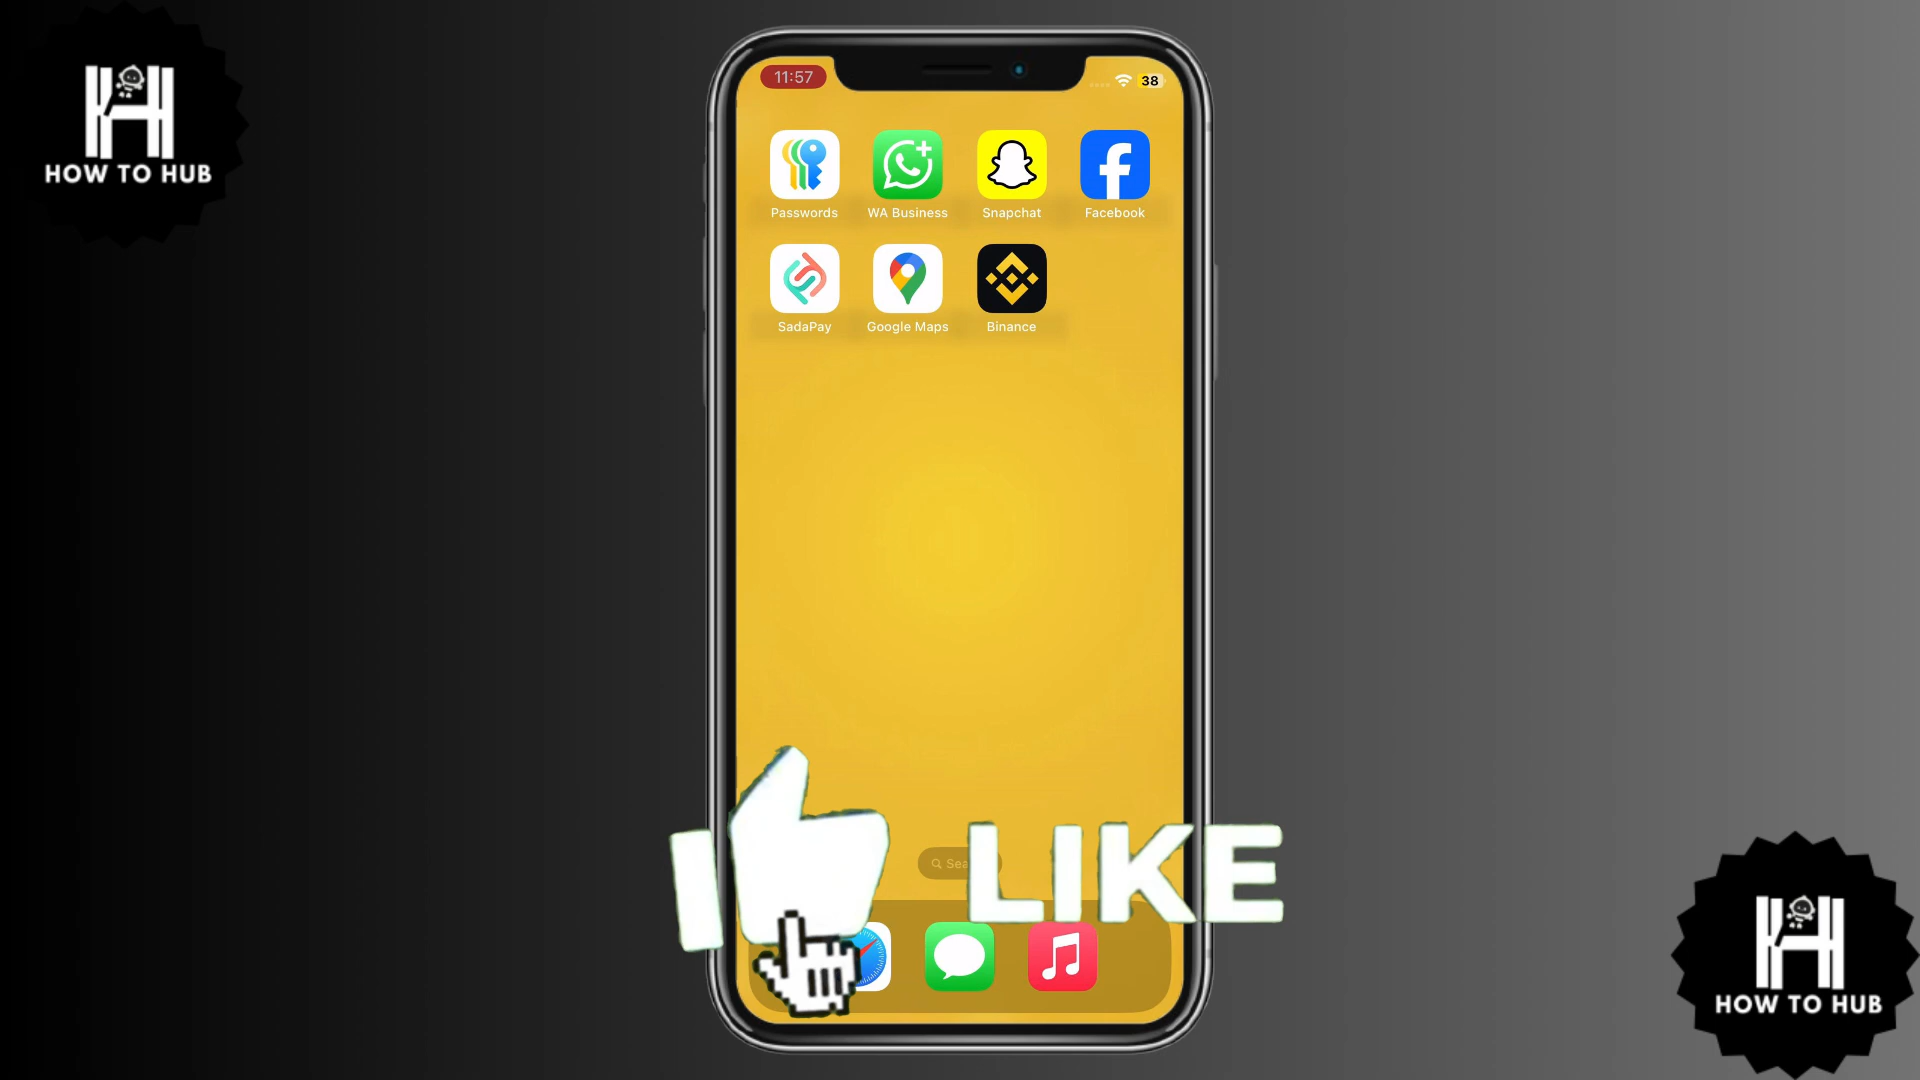 HOW TO HUB
11:57
38
Passwords
WA Business
Snapchat
Facebook
SadaPay
Google Maps
Binance
LIKE
HOW TO HUB